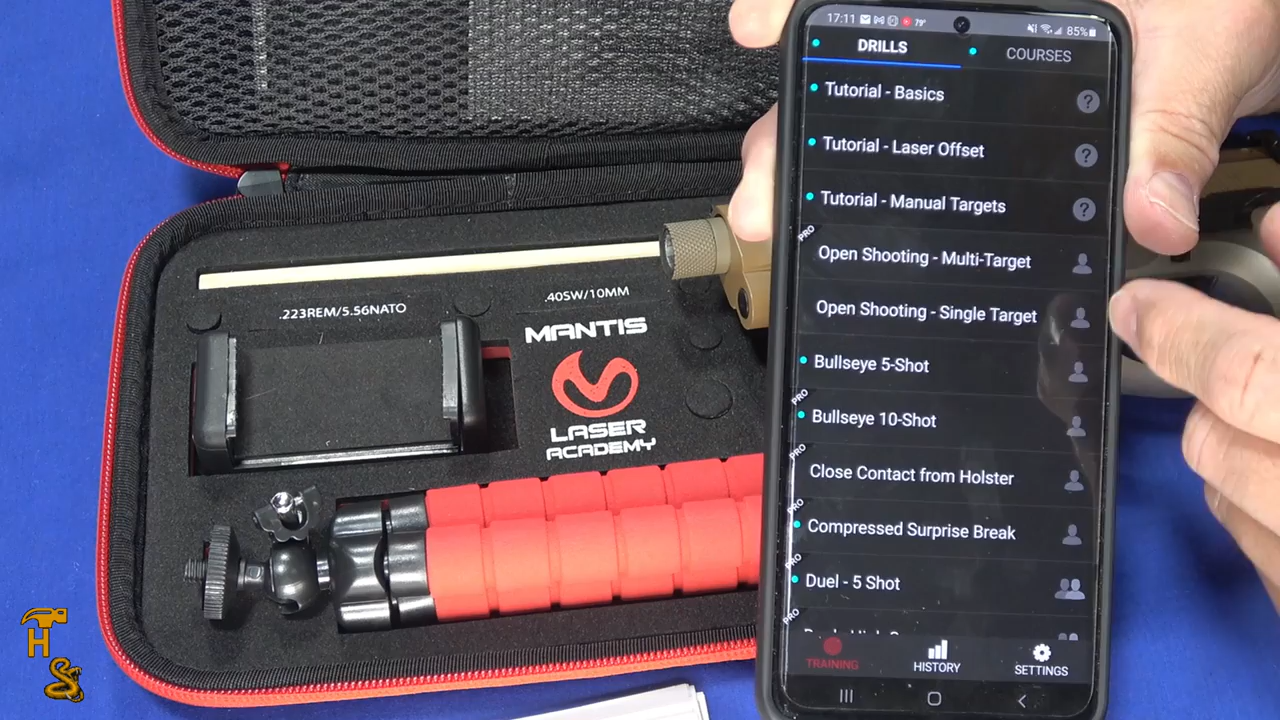 17:11
79°
85%
DRILLS
COURSES
Tutorial - Basics
Tutorial - Laser Offset
Tutorial - Manual Targets
PRO
Open Shooting - Multi-Target
Open Shooting - Single Target
Bullseye 5-Shot
PRO
Bullseye 10-Shot
PRO
Close Contact from Holster
PRO
Compressed Surprise Break
PRO
Duel - 5 Shot
PRO
TRAINING
HISTORY
SETTINGS
.223REM/5.56NATO
.40SW/10MM
MANTIS
LASER
ACADEMY
H
S